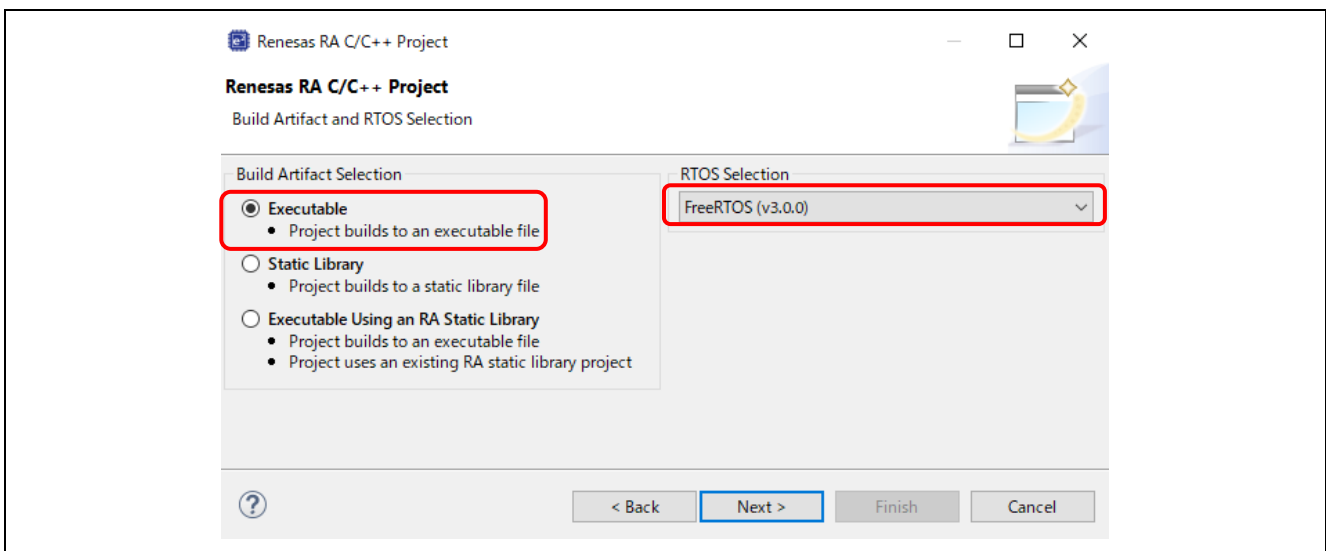 Renesas RA C/C++ Project
Renesas RA C/C++ Project
Build Artifact and RTOS Selection
Build Artifact Selection
Executable
• Project builds to an executable file
Static Library
• Project builds to a static library file
Executable Using an RA Static Library
• Project builds to an executable file
• Project uses an existing RA static library project
RTOS Selection
FreeRTOS (v3.0.0)
?
< Back
Next >
Finish
Cancel